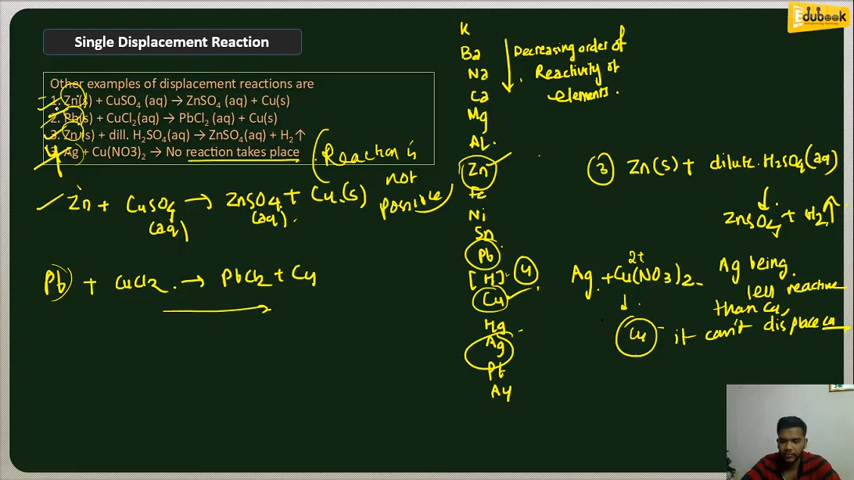 Edubook
Single Displacement Reaction
Other examples of displacement reactions are
1. Zn(s) + CuSO4 (aq) → ZnSO4 (aq) + Cu(s)
2. Pb(s) + CuCl2(aq) → PbCl2 (aq) + Cu(s)
3. Zn (s) + dill. H2SO4(aq) → ZnSO4(aq) + H2↑
Ag + Cu(NO3)2 → No reaction takes place
4
(Reaction is
not
possible)
Zn + CuSO4 → ZnSO4 + Cu(s)
(aq) (aq).
Pb + CuCl2 → PbCl2 + Cu
K
Ba
Na
Ca
Mg
AL
Zn
Fe
Ni
Sn
Pb
[H]
Cu
Hg
Ag
Pt
Au
Decreasing order of
Reactivity of
elements.
3 Zn(s) + dilute H2SO4(aq)
↓
ZnSO4 + H2↑
4 Ag + Cu(NO3)2
2+
↓
Cu
Ag being
less reactive
than Cu,
it can't displace Cu